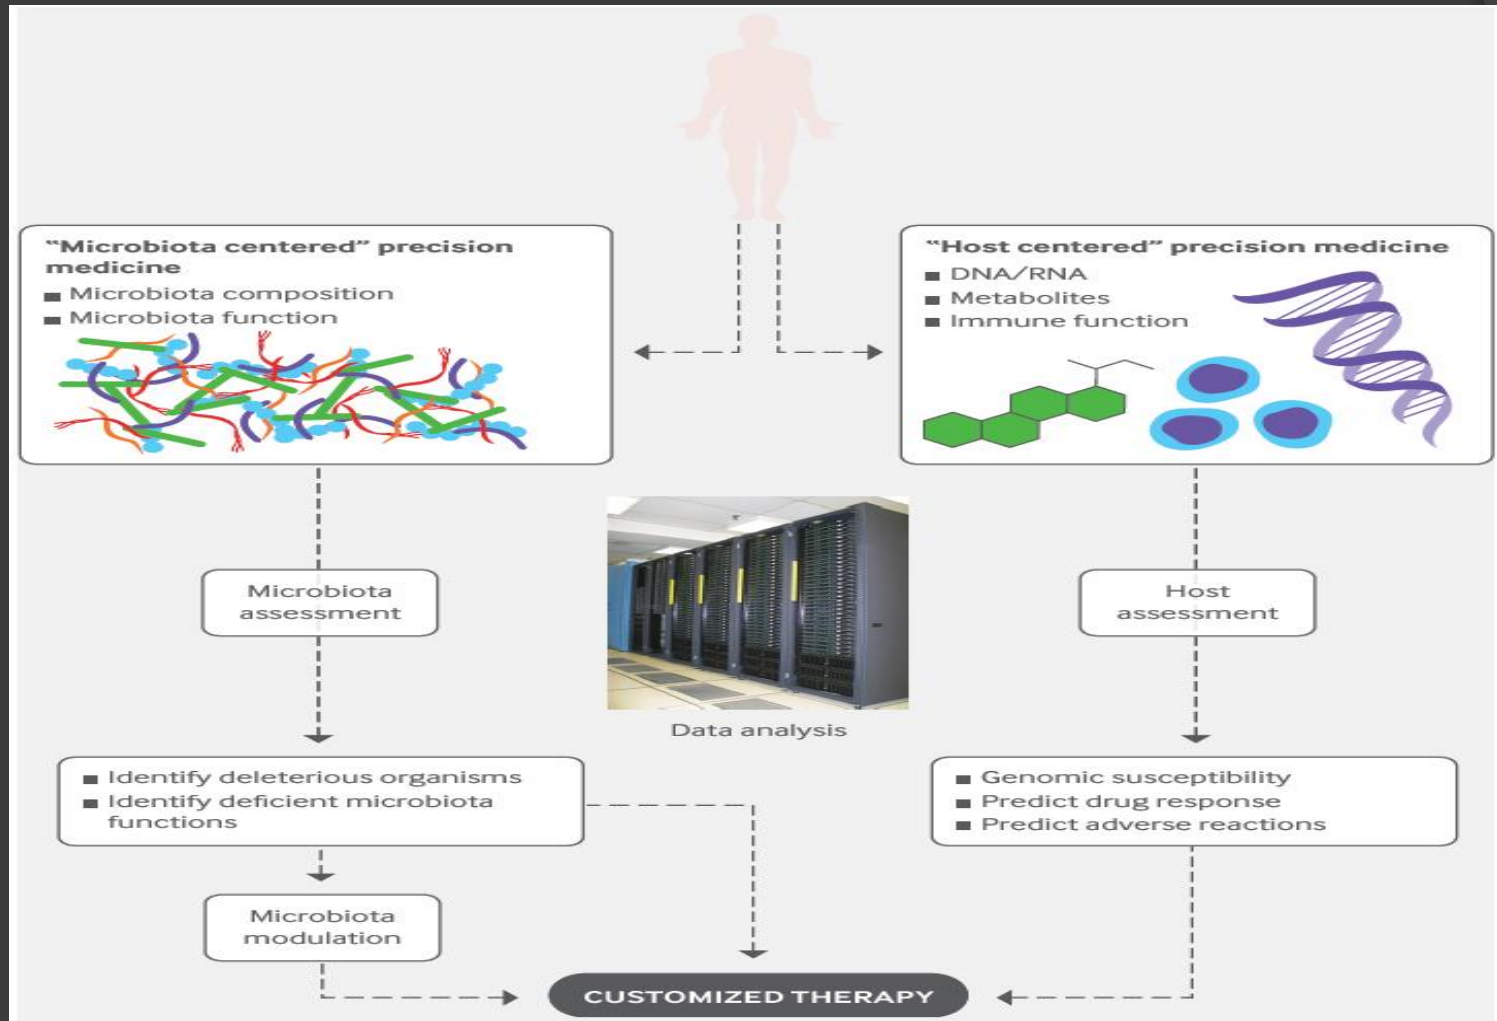 "Microbiota centered" precision
medicine
■ Microbiota composition
■ Microbiota function
"Host centered" precision medicine
■ DNA/RNA
■ Metabolites
■ Immune function
Microbiota
assessment
Host
assessment
Data analysis
■ Identify deleterious organisms
■ Identify deficient microbiota
functions
■ Genomic susceptibility
■ Predict drug response
■ Predict adverse reactions
Microbiota
modulation
CUSTOMIZED THERAPY